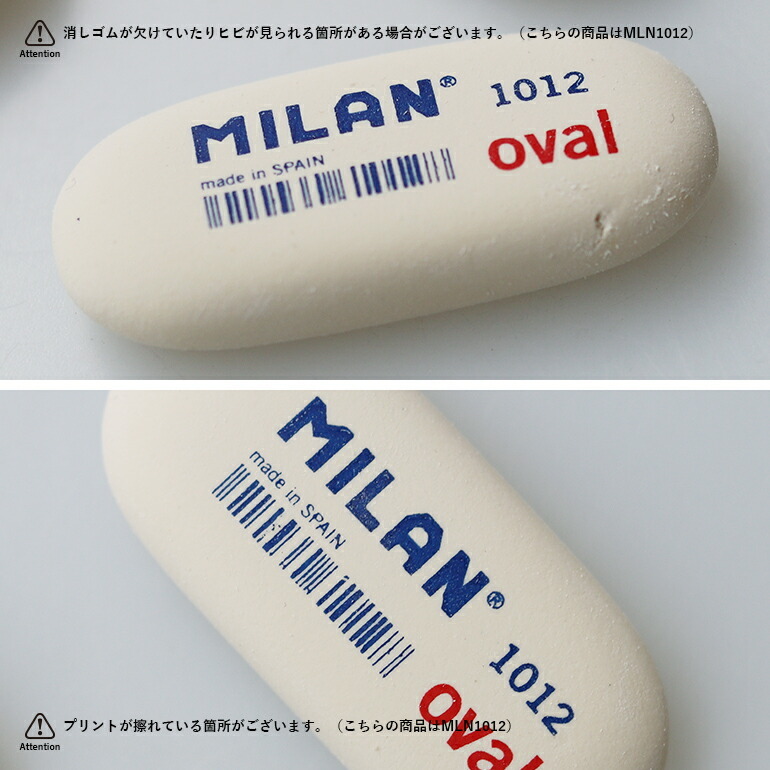 消しゴムが欠けていたりヒビが見られる箇所がある場合がございます。（こちらの商品はMLN1012）
Attention
MILAN® 1012
made in SPAIN oval
MILAN®
made in SPAIN
1012
oval
プリントが擦れている箇所がございます。（こちらの商品はMLN1012）
Attention